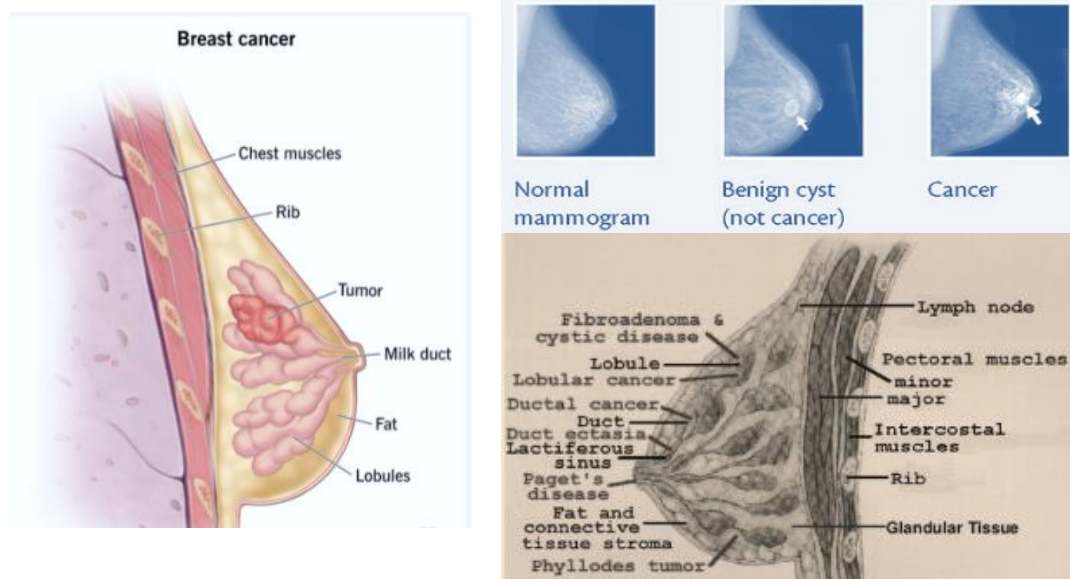 Breast cancer
Chest muscles
Rib
Tumor
Milk duct
Fat
Lobules
Normal
mammogram
Benign cyst
(not cancer)
Cancer
Lymph node
Fibroadenoma &
cystic disease
Lobule
Lobular cancer
Pectoral muscles
minor
major
Ductal cancer
Duct
Duct ectasia
Lactiferous
sinus
Intercostal
muscles
Paget's
disease
Rib
Fat and
connective
tissue stroma
Glandular Tissue
Phyllodes tumor